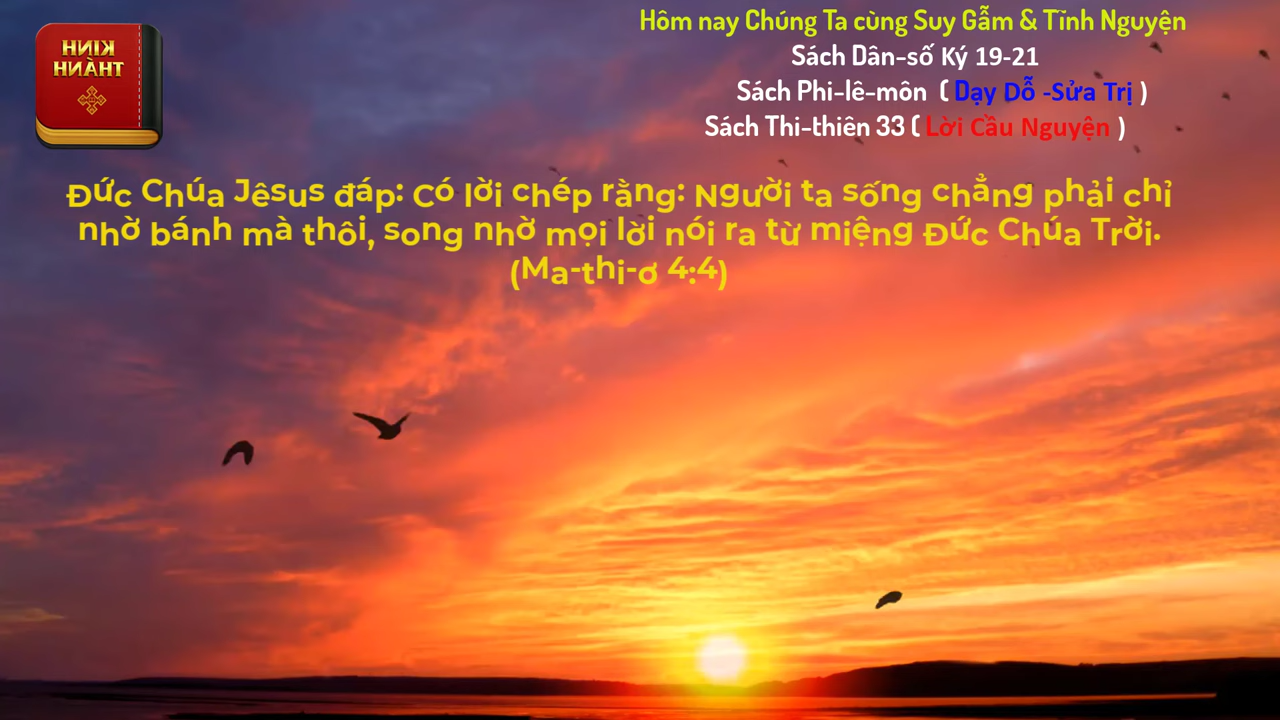 KINH
THÀNH
Hôm nay Chúng Ta cùng Suy Gẫm & Tĩnh Nguyện
Sách Dân-số Ký 19-21
Sách Phi-lê-môn ( Dạy Dỗ -Sửa Trị )
Sách Thi-thiên 33 ( Lời Cầu Nguyện )
Đức Chúa Jêsus đáp: Có lời chép rằng: Người ta sống chẳng phải chỉ
nhờ bánh mà thôi, song nhờ mọi lời nói ra từ miệng Đức Chúa Trời.
(Ma-thi-ơ 4:4)